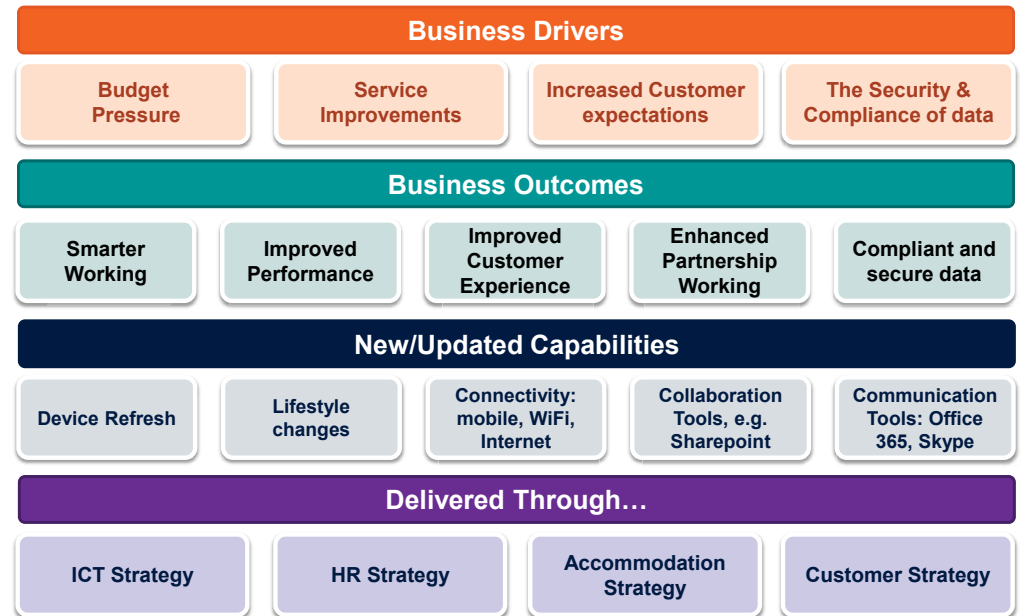 Business Drivers
Budget
Pressure
Service
Improvements
Increased Customer
expectations
The Security &
Compliance of data
Business Outcomes
Smarter
Working
Improved
Performance
Improved
Customer
Experience
Enhanced
Partnership
Working
Compliant and
secure data
New/Updated Capabilities
Device Refresh
Lifestyle
changes
Connectivity:
mobile, WiFi,
Internet
Collaboration
Tools, e.g.
Sharepoint
Communication
Tools: Office
365, Skype
Delivered Through…
ICT Strategy
HR Strategy
Accommodation
Strategy
Customer Strategy